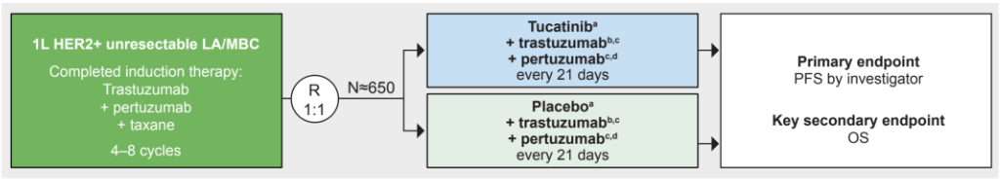 1L HER2+ unresectable LA/MBC
Completed induction therapy:
Trastuzumab
+ pertuzumab
+ taxane
4–8 cycles
R
1:1
N≈650
Tucatinibᵃ
+ trastuzumabᵇ,ᶜ
+ pertuzumabᶜ,ᵈ
every 21 days
Placeboᵃ
+ trastuzumabᵇ,ᶜ
+ pertuzumabᶜ,ᵈ
every 21 days
Primary endpoint
PFS by investigator
Key secondary endpoint
OS